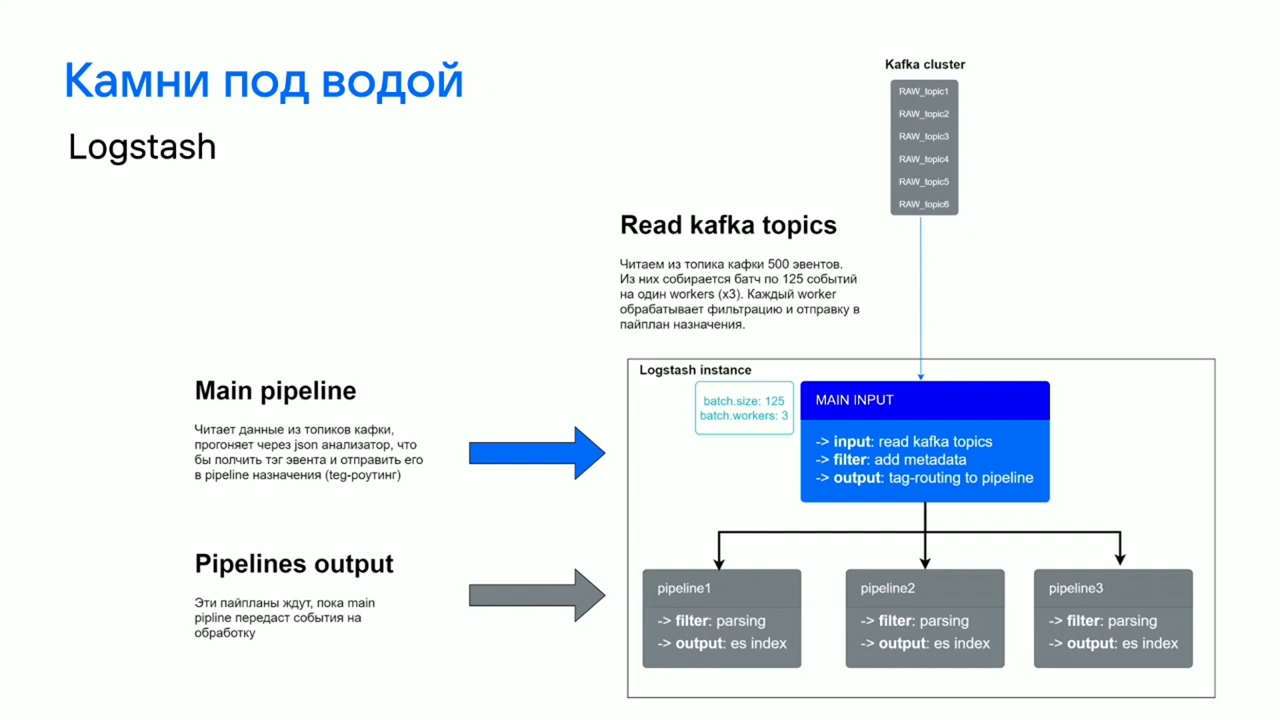 Камни под водой
Logstash
Kafka cluster
RAW_topic1
RAW_topic2
RAW_topic3
RAW_topic4
RAW_topic5
RAW_topic6
Read kafka topics
Читаем из топика кафки 500 эвентов.
Из них собирается батч по 125 событий
на один workers (x3). Каждый worker
обрабатывает фильтрацию и отправку в
пайплан назначения.
Main pipeline
Читает данные из топиков кафки,
прогоняет через json анализатор, что
бы полчить тэг эвента и отправить его
в pipeline назначения (teg-роутинг)
Logstash instance
batch.size: 125
batch.workers: 3
MAIN INPUT
-> input: read kafka topics
-> filter: add metadata
-> output: tag-routing to pipeline
Pipelines output
Эти пайпланы ждут, пока main
pipline передаст события на
обработку
pipeline1
-> filter: parsing
-> output: es index
pipeline2
-> filter: parsing
-> output: es index
pipeline3
-> filter: parsing
-> output: es index